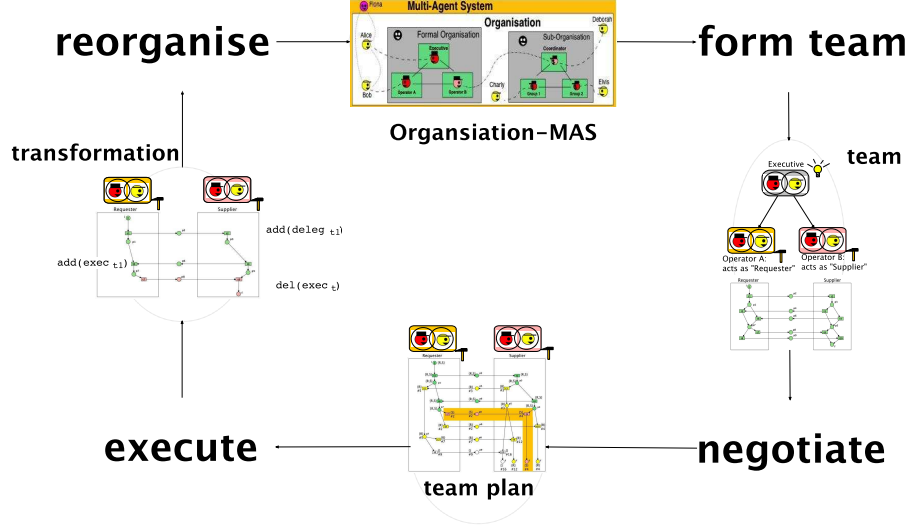 Fiona
Multi-Agent System
Organisation
Deborah
Alice
Formal Organisation
Sub-Organisation
Executive
Coordinator
Operator A
Operator B
Bob
Charly
Group 1
Group 2
Elvis
reorganise
form team
Organsiation-MAS
transformation
team
Executive
Requester
Supplier
add(deleg t1)
add(exec t1)
del(exec t)
Operator A:
acts as "Requester"
Operator B:
acts as "Supplier"
Requester
Supplier
Requester
Supplier
execute
negotiate
team plan